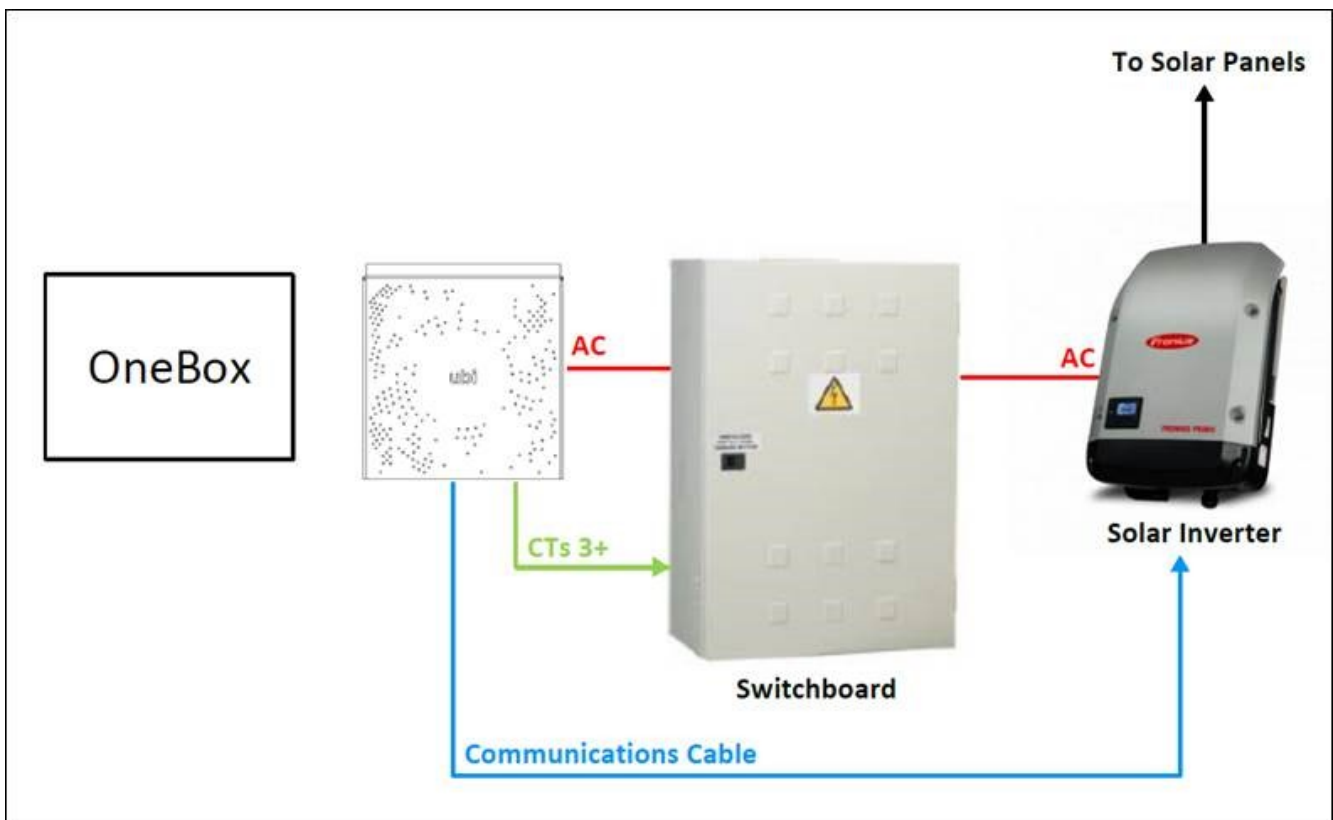 To Solar Panels
OneBox
ubi
AC
AC
Fronius
Solar Inverter
CTs 3+
Switchboard
Communications Cable